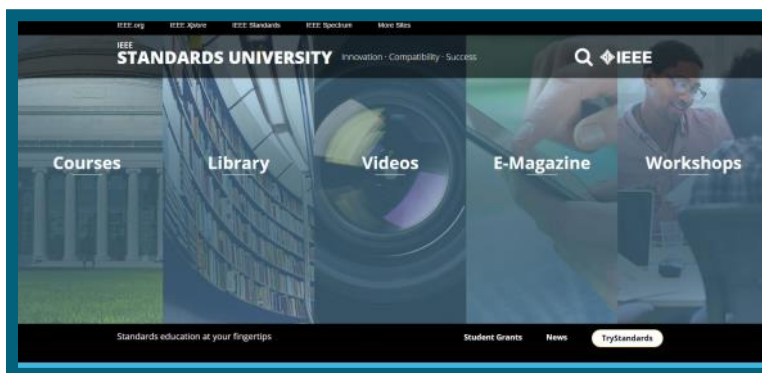 IEEE.org IEEE Xplore IEEE Standards IEEE Spectrum More Sites
IEEE
STANDARDS UNIVERSITY Innovation · Compatibility · Success IEEE
Courses Library Videos E-Magazine Workshops
Standards education at your fingertips Student Grants News TryStandards